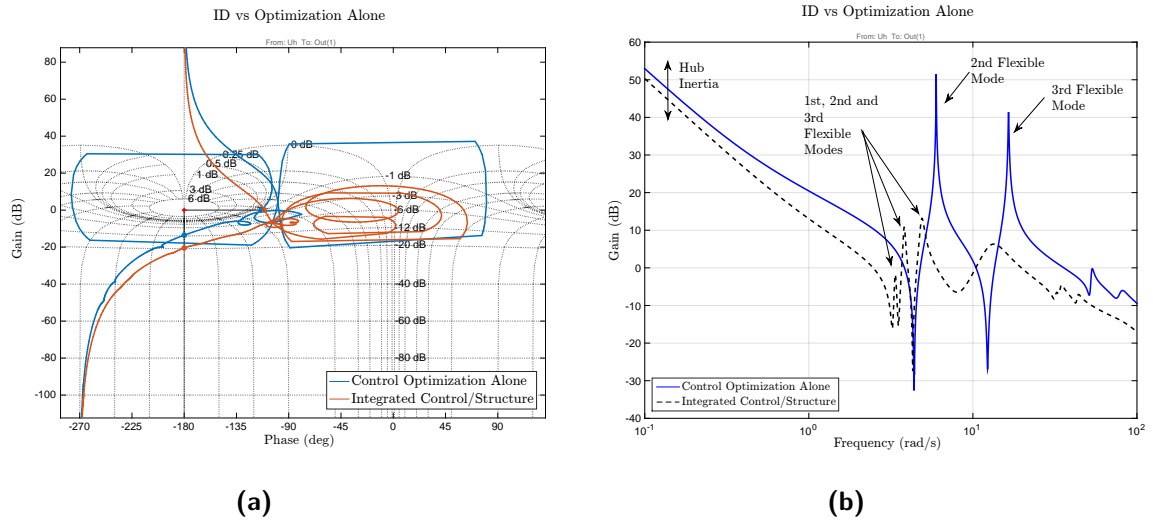 ID vs Optimization Alone
From: Uh To: Out(1)
80
60
40
20
0
-20
-40
-60
-80
-100
Gain (dB)
0 dB
0.25 dB
0.5 dB
1 dB
3 dB
6 dB
-1 dB
-3 dB
-6 dB
-12 dB
-20 dB
-40 dB
-60 dB
-80 dB
Control Optimization Alone
Integrated Control/Structure
-270
-225
-180
-135
-90
-45
0
45
90
Phase (deg)
(a)
ID vs Optimization Alone
From: Uh To: Out(1)
60
50
40
30
20
10
0
-10
-20
-30
-40
Gain (dB)
Hub
Inertia
1st, 2nd and
3rd
Flexible
Modes
2nd Flexible
Mode
3rd Flexible
Mode
Control Optimization Alone
Integrated Control/Structure
10-1
100
101
102
Frequency (rad/s)
(b)